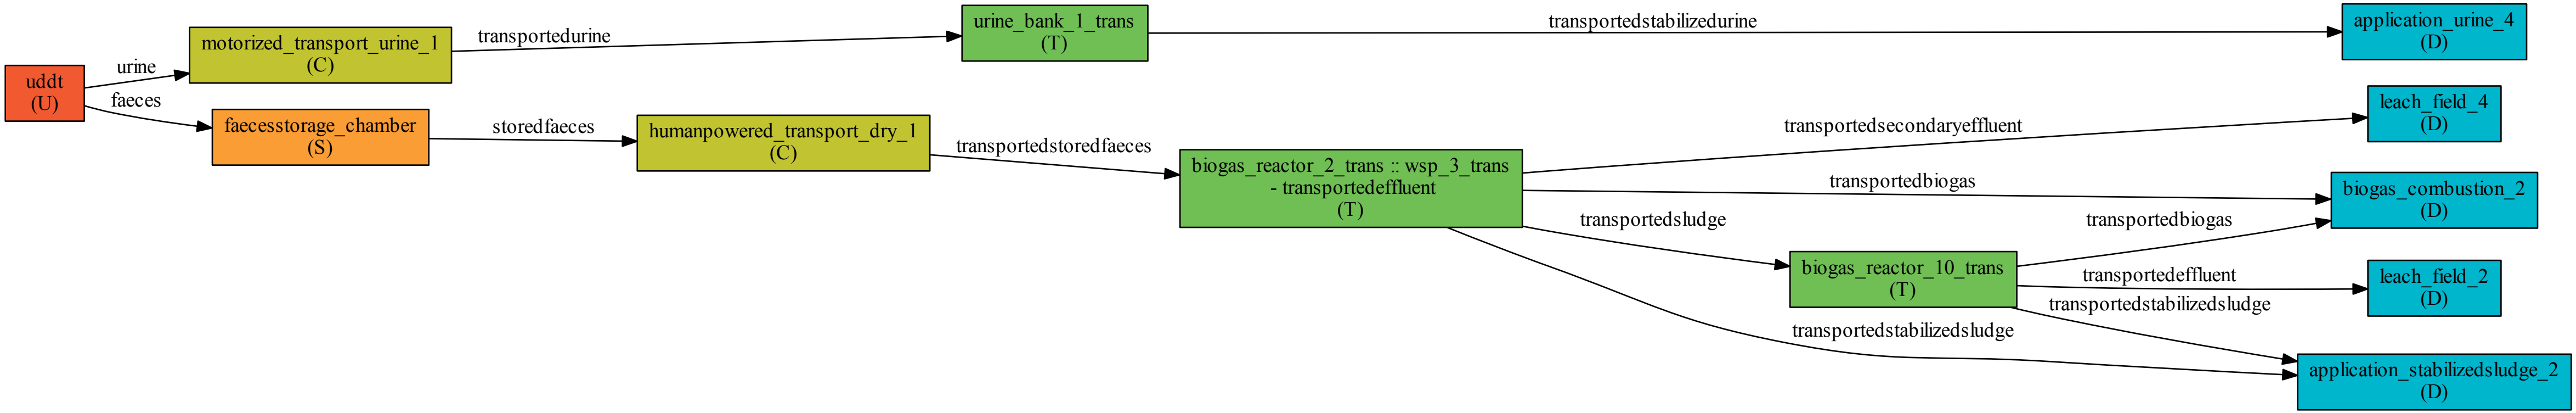 uddt
(U)
urine
faeces
motorized_transport_urine_1
(C)
faecesstorage_chamber
(S)
transportedurine
storedfaeces
humanpowered_transport_dry_1
(C)
urine_bank_1_trans
(T)
transportedstoredfaeces
biogas_reactor_2_trans :: wsp_3_trans
- transportedeffluent
(T)
transportedstabilizedurine
transportedsecondaryeffluent
transportedbiogas
transportedsludge
transportedstabilizedsludge
biogas_reactor_10_trans
(T)
transportedbiogas
transportedeffluent
transportedstabilizedsludge
application_urine_4
(D)
leach_field_4
(D)
biogas_combustion_2
(D)
leach_field_2
(D)
application_stabilizedsludge_2
(D)